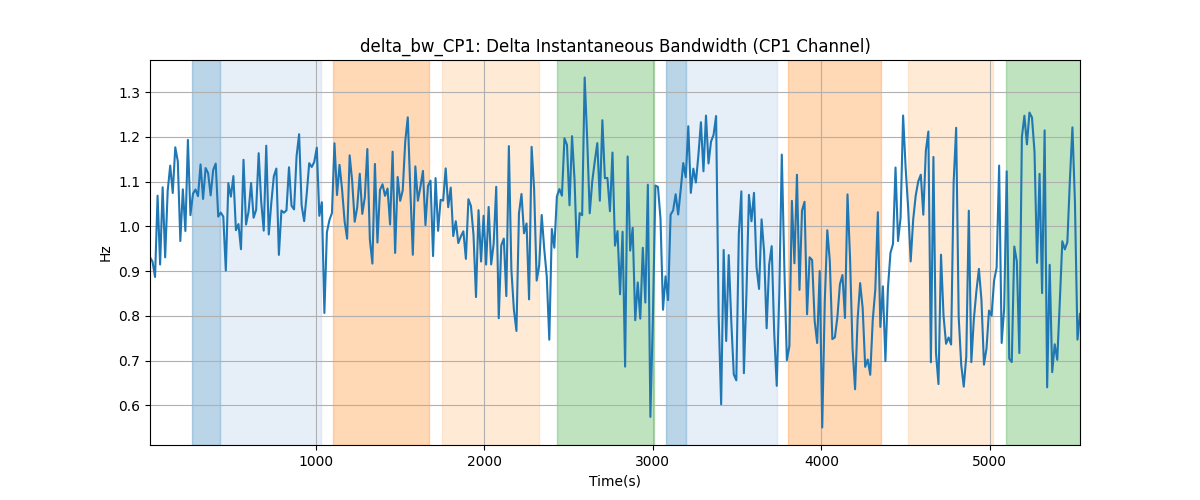 delta_bw_CP1: Delta Instantaneous Bandwidth (CP1 Channel)
1.3
1.2
1.1
1.0
0.9
0.8
0.7
0.6
Hz
1000 2000 3000 4000 5000
Time(s)